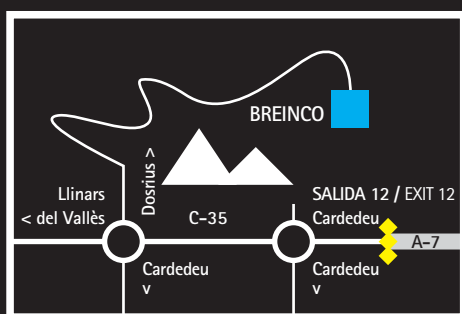 BREINCO
Dosrius >
Llinars
< del Vallès
C-35
SALIDA 12 / EXIT 12
Cardedeu
A-7
Cardedeu
v
Cardedeu
v